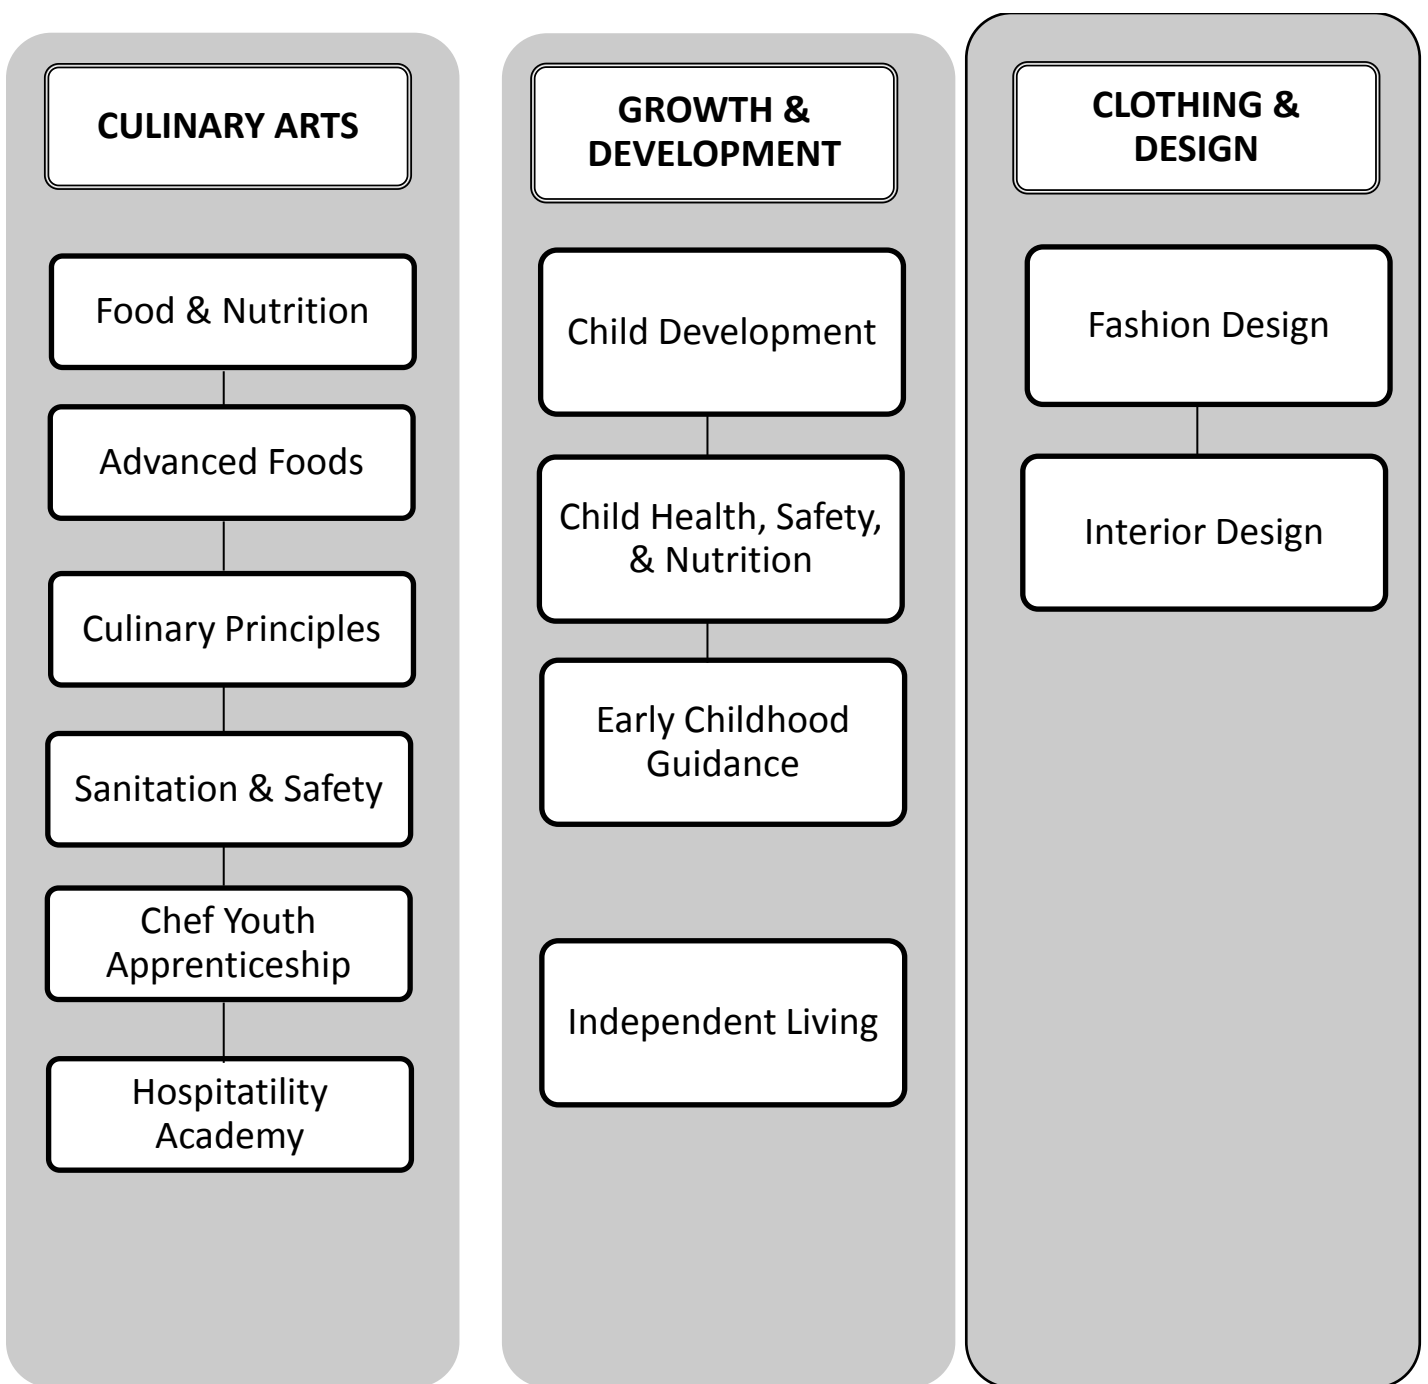 CULINARY ARTS
Food & Nutrition
Advanced Foods
Culinary Principles
Sanitation & Safety
Chef Youth
Apprenticeship
Hospitatility
Academy
GROWTH &
DEVELOPMENT
Child Development
Child Health, Safety,
& Nutrition
Early Childhood
Guidance
Independent Living
CLOTHING &
DESIGN
Fashion Design
Interior Design